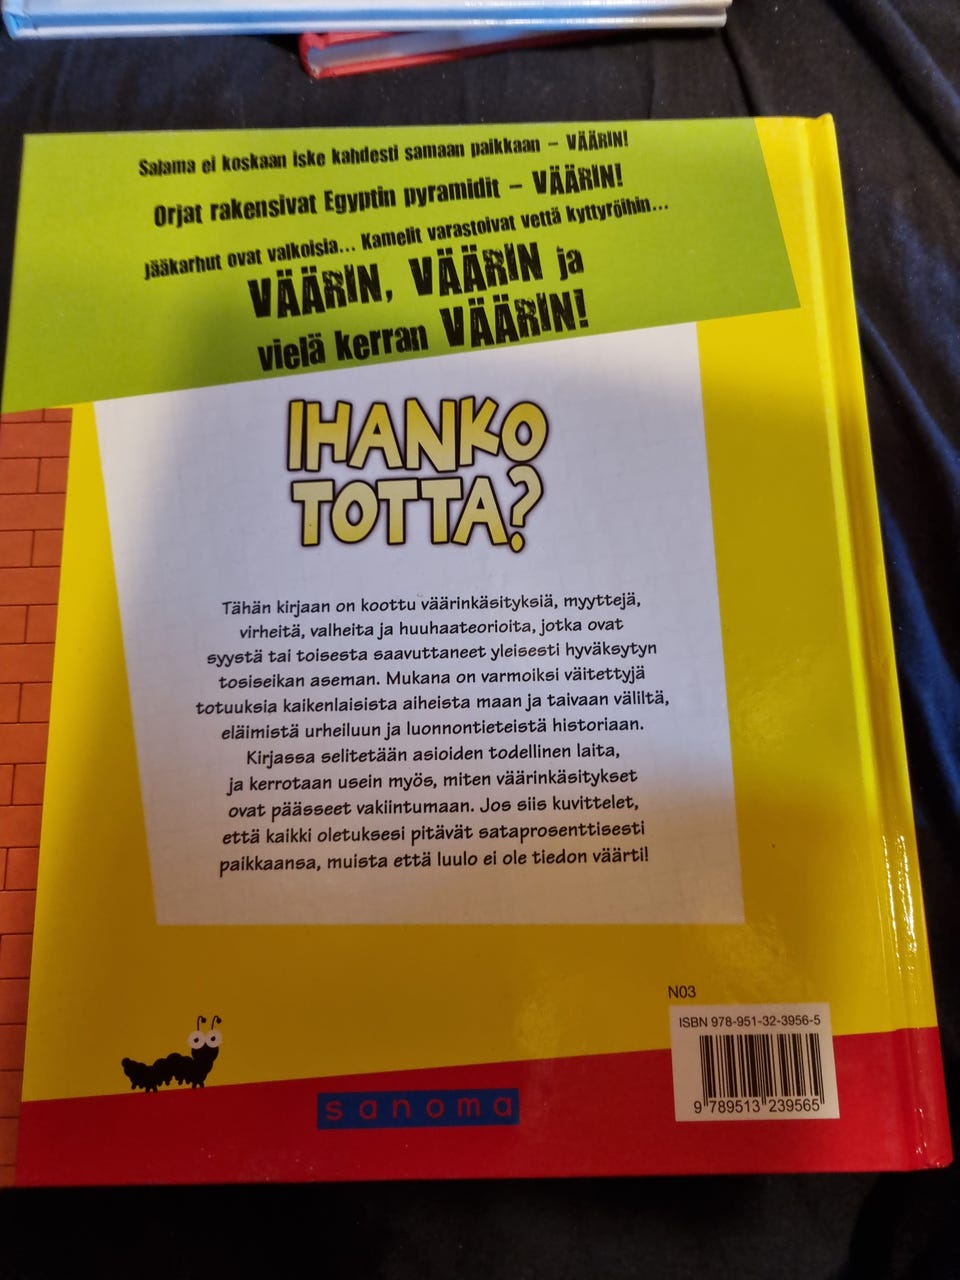 Salama ei koskaan iske kahdesti samaan paikkaan – VÄÄRIN!
Orjat rakensivat Egyptin pyramidit – VÄÄRIN!
jääkarhut ovat valkoisia... Kamelit varastoivat vettä kyttyröihin...
VÄÄRIN, VÄÄRIN ja
vielä kerran VÄÄRIN!
IHANKO
TOTTA?
Tähän kirjaan on koottu väärinkäsityksiä, myyttejä,
virheitä, valheita ja huuhaateorioita, jotka ovat
syystä tai toisesta saavuttaneet yleisesti hyväksytyn
tosiseikan aseman. Mukana on varmoiksi väitettyjä
totuuksia kaikenlaisista aiheista maan ja taivaan väliltä,
eläimistä urheiluun ja luonnontieteistä historiaan.
Kirjassa selitetään asioiden todellinen laita,
ja kerrotaan usein myös, miten väärinkäsitykset
ovat päässeet vakiintumaan. Jos siis kuvittelet,
että kaikki oletuksesi pitävät sataprosenttisesti
paikkaansa, muista että luulo ei ole tiedon väärti!
N03
ISBN 978-951-32-3956-5
9 789513 239565
sanoma